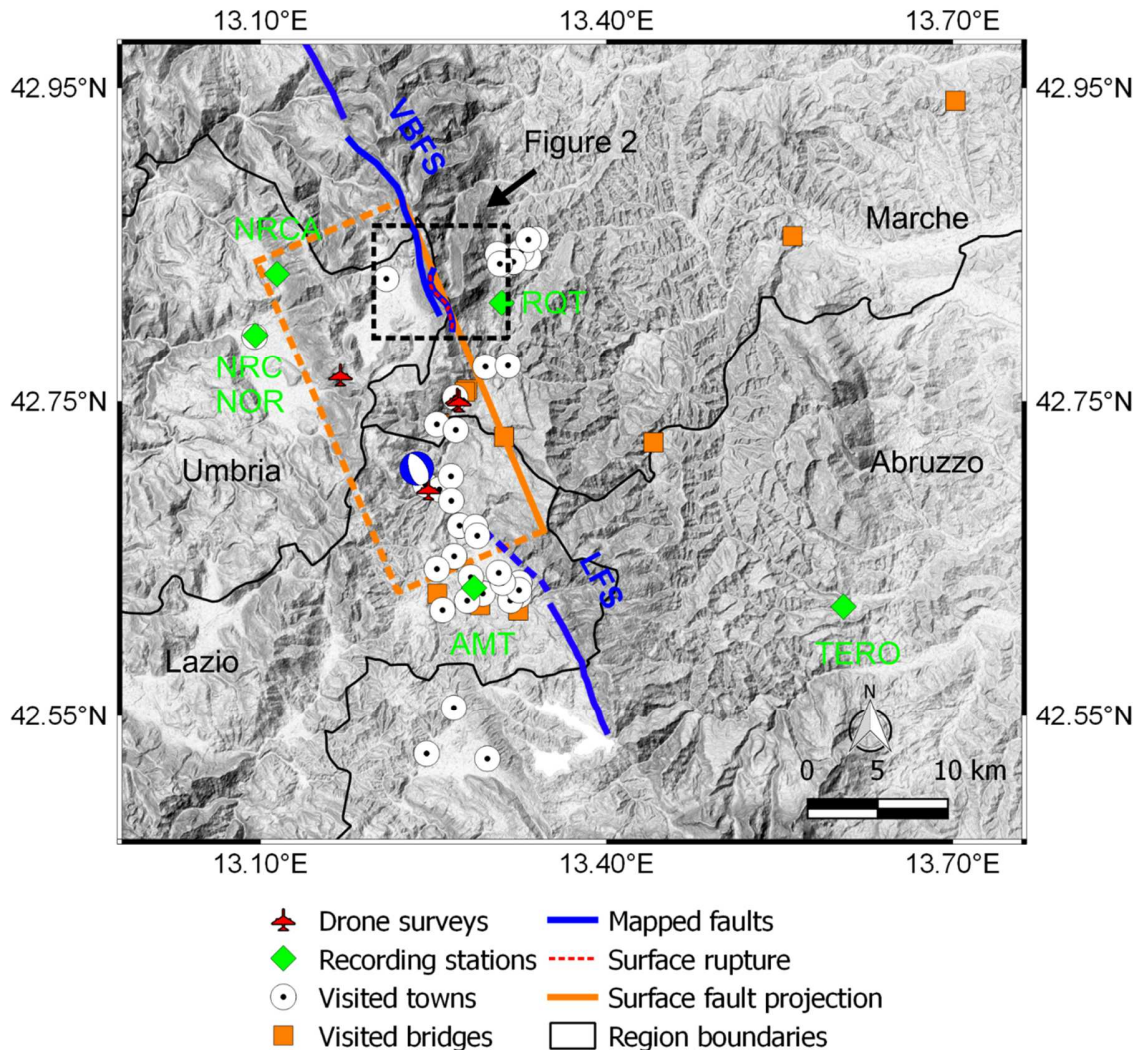 13.10°E 13.40°E 13.70°E
42.95°N 42.95°N
VBFS
Figure 2
NRCA
Marche
RQT
NRC
NOR
42.75°N 42.75°N
Umbria
Abruzzo
LFS
AMT
TERO
Lazio
42.55°N 42.55°N
N
0 5 10 km
13.10°E 13.40°E 13.70°E
Drone surveys
Recording stations
Visited towns
Visited bridges
Mapped faults
Surface rupture
Surface fault projection
Region boundaries